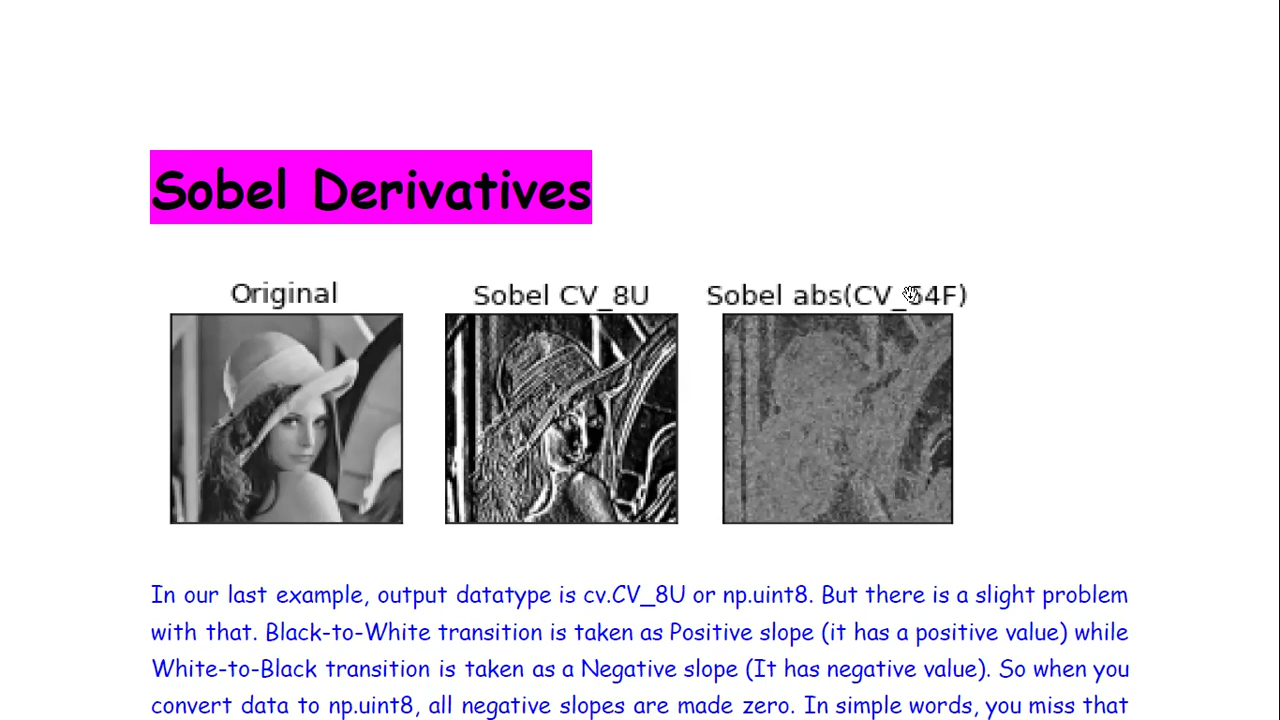 Sobel Derivatives
Original
Sobel CV_8U
Sobel abs(CV_64F)
In our last example, output datatype is cv.CV_8U or np.uint8. But there is a slight problem
with that. Black-to-White transition is taken as Positive slope (it has a positive value) while
White-to-Black transition is taken as a Negative slope (It has negative value). So when you
convert data to np.uint8, all negative slopes are made zero. In simple words, you miss that